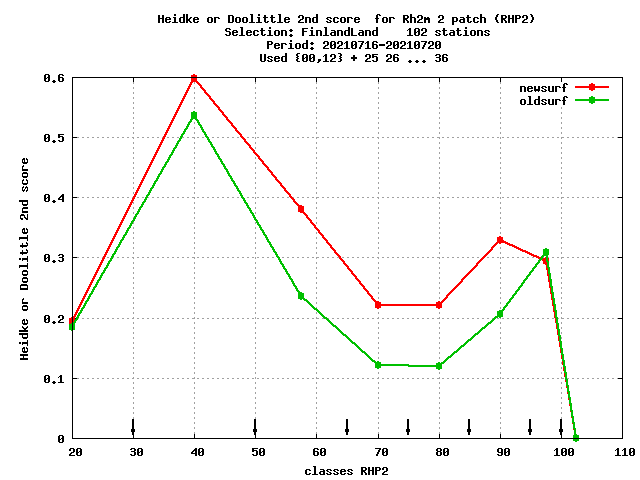 Heidke or Doolittle 2nd score  for Rh2m 2 patch (RHP2)
Selection: FinlandLand    102 stations
Period: 20210716-20210720
Used {00,12} + 25 26 ... 36
newsurf
oldsurf
Heidke or Doolittle 2nd score
0.6
0.5
0.4
0.3
0.2
0.1
0
20 30 40 50 60 70 80 90 100 110
classes RHP2